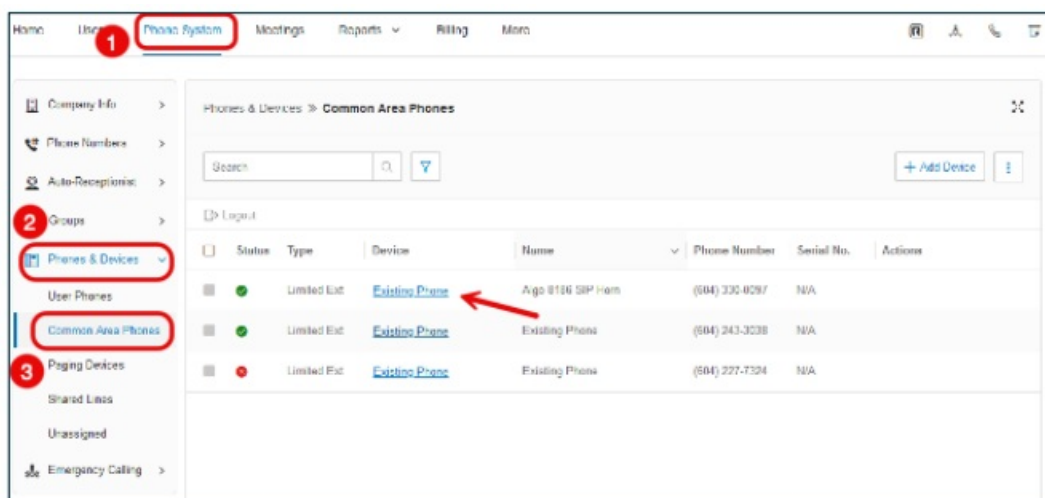 Home Users Phone System Meetings Reports Billing More
1
Company Info
Phone Numbers
Auto-Receptionist
2 Groups
Phones & Devices
User Phones
Common Area Phones
3 Paging Devices
Shared Lines
Unassigned
Emergency Calling
Phones & Devices » Common Area Phones
Search
+ Add Device
Logout
Status Type Device Name Phone Number Serial No. Actions
Limited Ext Existing Phone Algo 8186 SIP Horn (604) 330-8097 N/A
Limited Ext Existing Phone Existing Phone (604) 243-3038 N/A
Limited Ext Existing Phone Existing Phone (604) 227-7324 N/A